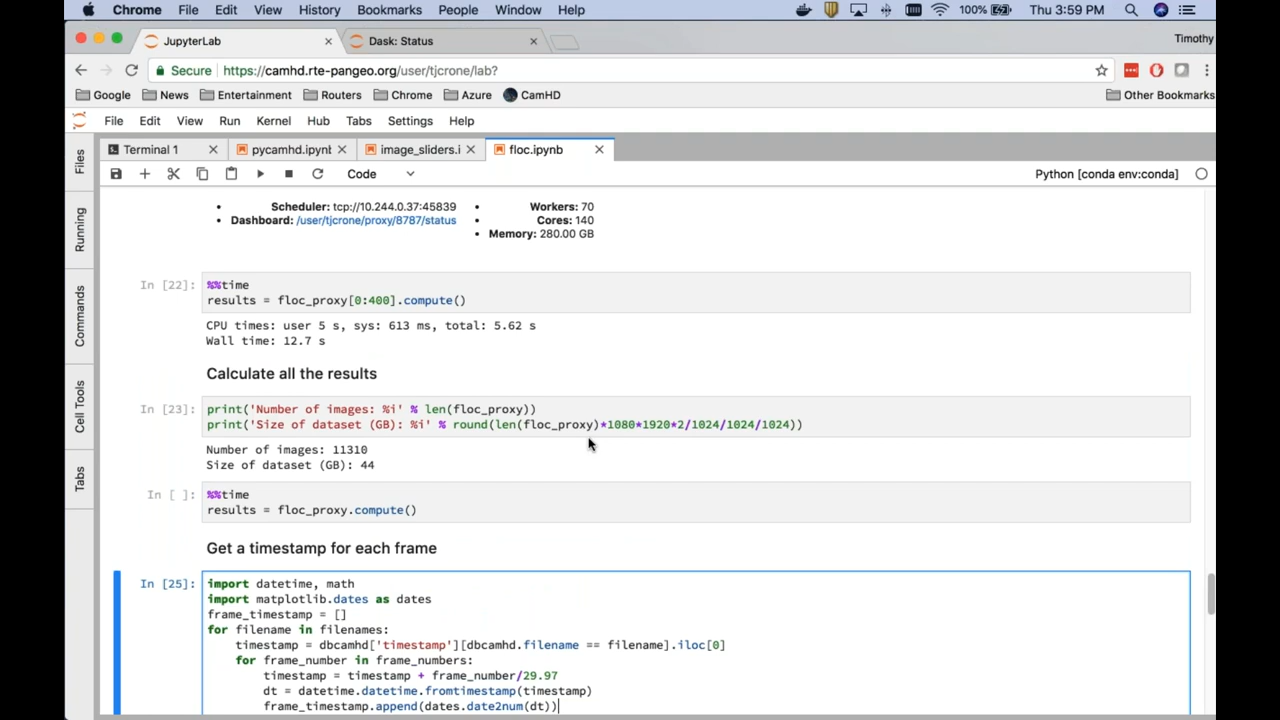 Chrome File Edit View History Bookmarks People Window Help 100% Thu 3:59 PM
JupyterLab Dask: Status Timothy
Secure https://camhd.rte-pangeo.org/user/tjcrone/lab?
Google News Entertainment Routers Chrome Azure CamHD Other Bookmarks
File Edit View Run Kernel Hub Tabs Settings Help
Terminal 1 pycamhd.ipynb image_sliders.i floc.ipynb
Code Python [conda env:conda]
Files
Running
Commands
Cell Tools
Tabs
• Scheduler: tcp://10.244.0.37:45839 • Workers: 70
• Dashboard: /user/tjcrone/proxy/8787/status • Cores: 140
• Memory: 280.00 GB
In [22]: %%time
results = floc_proxy[0:400].compute()
CPU times: user 5 s, sys: 613 ms, total: 5.62 s
Wall time: 12.7 s
Calculate all the results
In [23]: print('Number of images: %i' % len(floc_proxy))
print('Size of dataset (GB): %i' % round(len(floc_proxy)*1080*1920*2/1024/1024/1024))
Number of images: 11310
Size of dataset (GB): 44
In [ ]: %%time
results = floc_proxy.compute()
Get a timestamp for each frame
In [25]: import datetime, math
import matplotlib.dates as dates
frame_timestamp = []
for filename in filenames:
timestamp = dbcamhd['timestamp'][dbcamhd.filename == filename].iloc[0]
for frame_number in frame_numbers:
timestamp = timestamp + frame_number/29.97
dt = datetime.datetime.fromtimestamp(timestamp)
frame_timestamp.append(dates.date2num(dt))